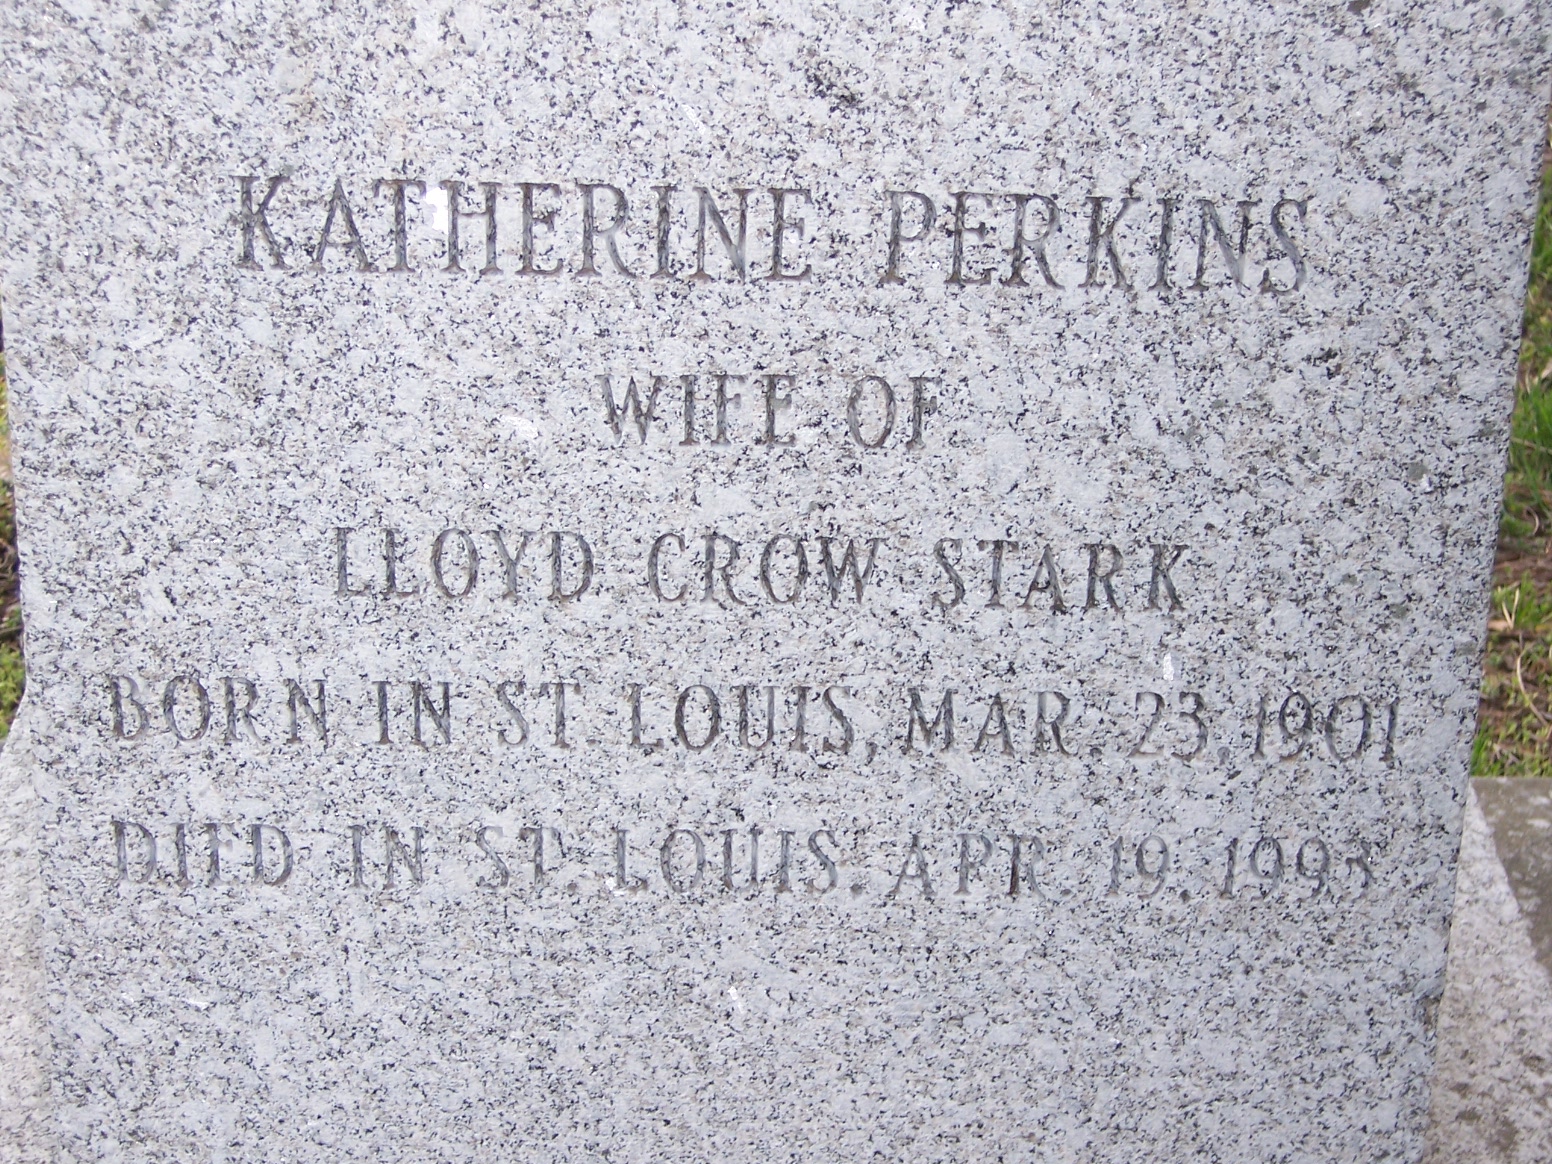 KATHERINE PERKINS
WIFE OF
LLOYD CROW STARK
BORN IN ST. LOUIS, MAR. 23, 1901
DIED IN ST. LOUIS. APR. 19. 1993